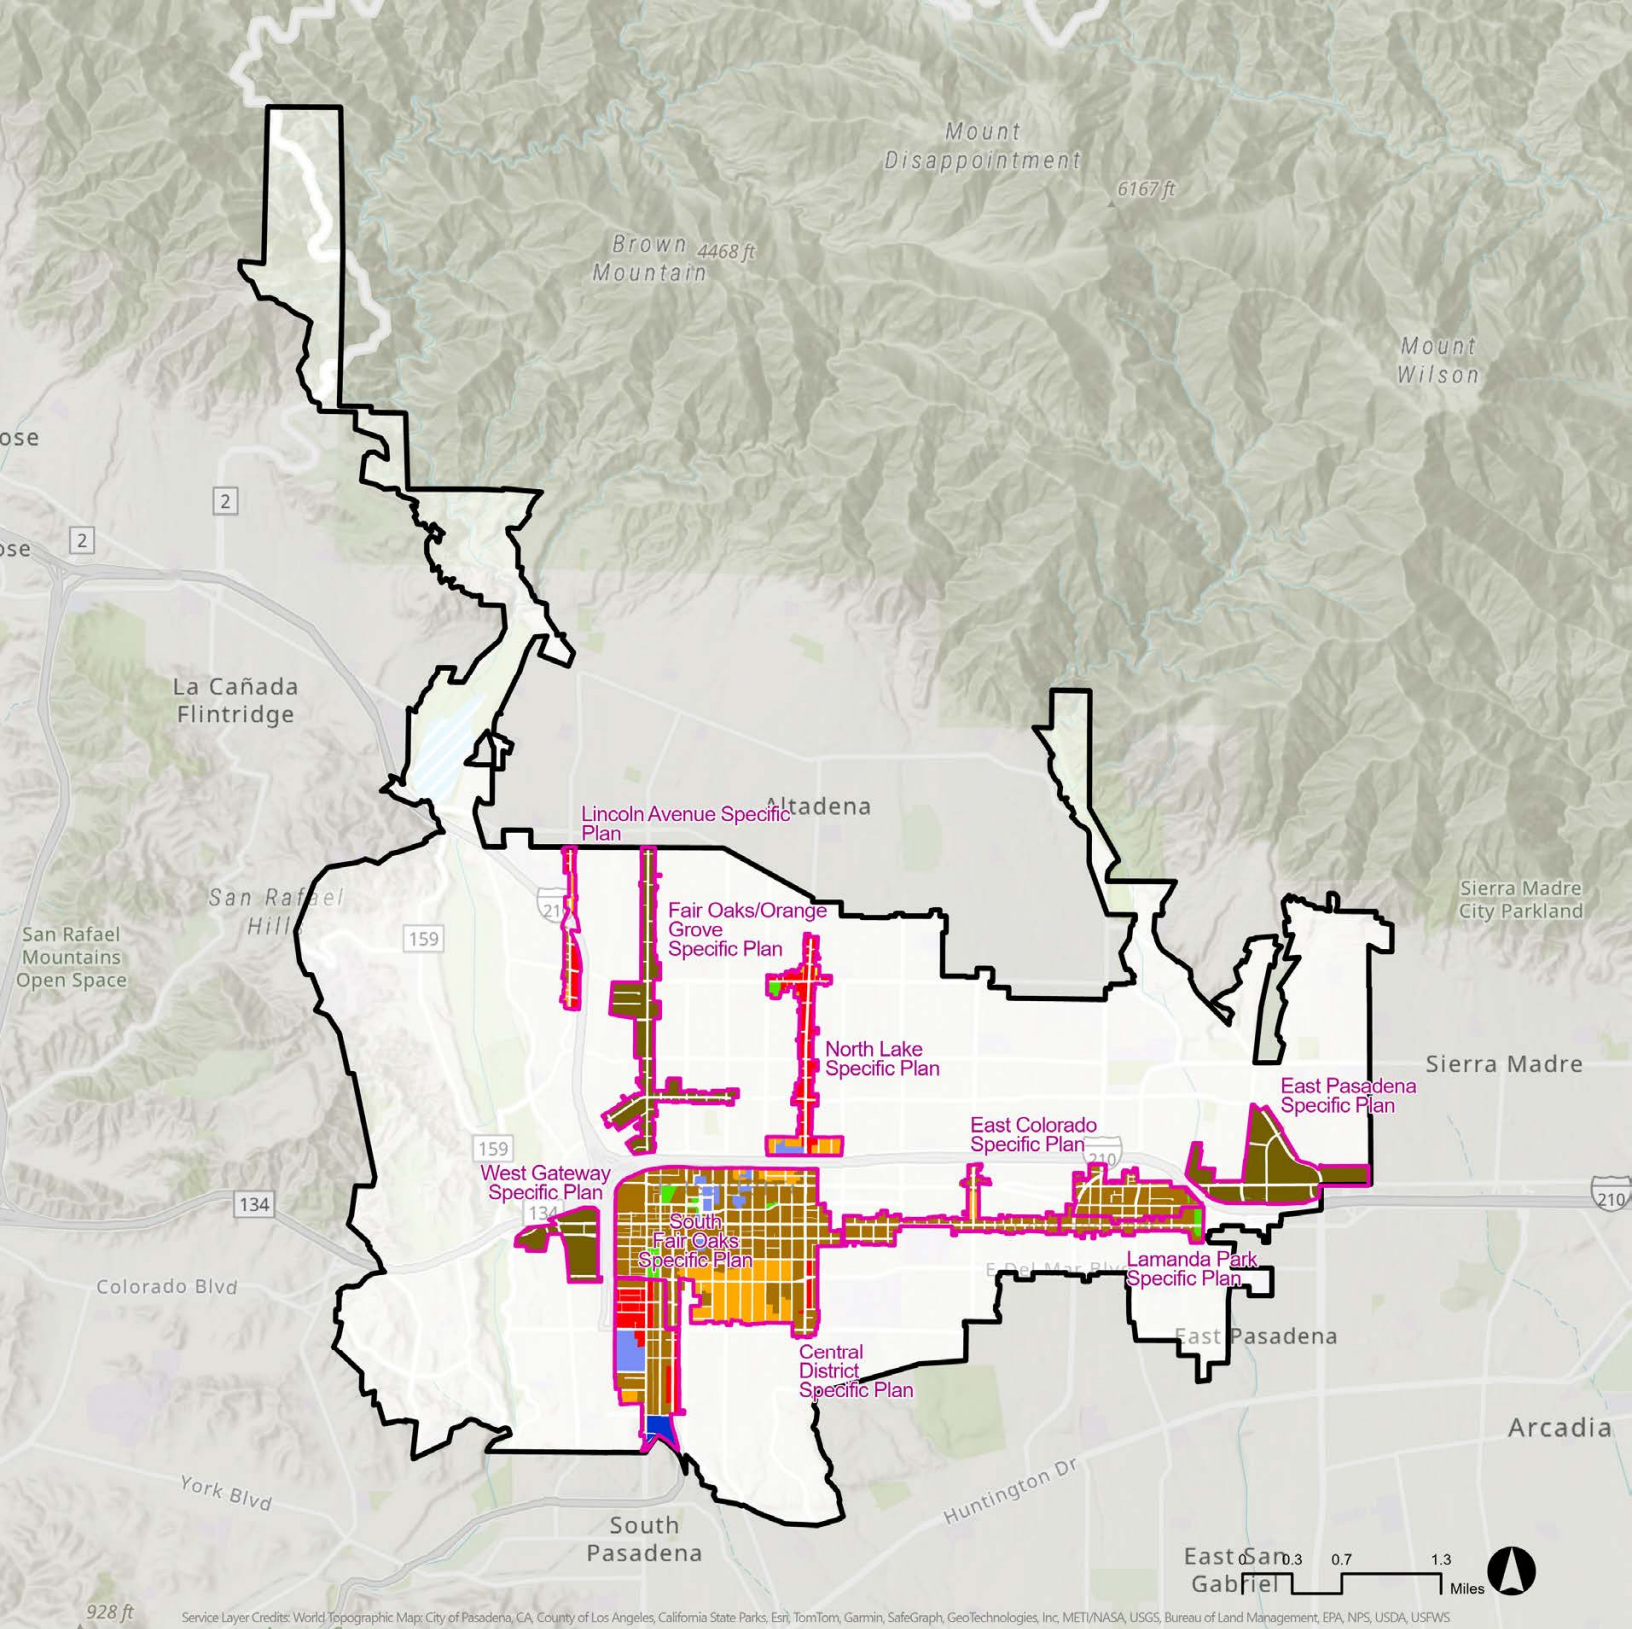 Mount
Disappointment
6167 ft
Brown
Mountain
4468 ft
Mount
Wilson
ose
2
2
ose
La Cañada
Flintridge
Altadena
Lincoln Avenue Specific
Plan
San Rafael
Hills
210
159
Fair Oaks/Orange
Grove
Specific Plan
Sierra Madre
City Parkland
San Rafael
Mountains
Open Space
North Lake
Specific Plan
Sierra Madre
East Pasadena
Specific Plan
East Colorado
Specific Plan
159
210
West Gateway
Specific Plan
134
134
210
South
Fair Oaks
Specific Plan
Lamanda Park
Specific Plan
E Del Mar Blvd
Colorado Blvd
East Pasadena
Central
District
Specific Plan
Arcadia
York Blvd
Huntington Dr
South
Pasadena
East San
Gabriel
0 0.3 0.7 1.3
Miles
928 ft
Service Layer Credits: World Topographic Map: City of Pasadena, CA, County of Los Angeles, California State Parks, Esri, TomTom, Garmin, SafeGraph, GeoTechnologies, Inc, METI/NASA, USGS, Bureau of Land Management, EPA, NPS, USDA, USFWS